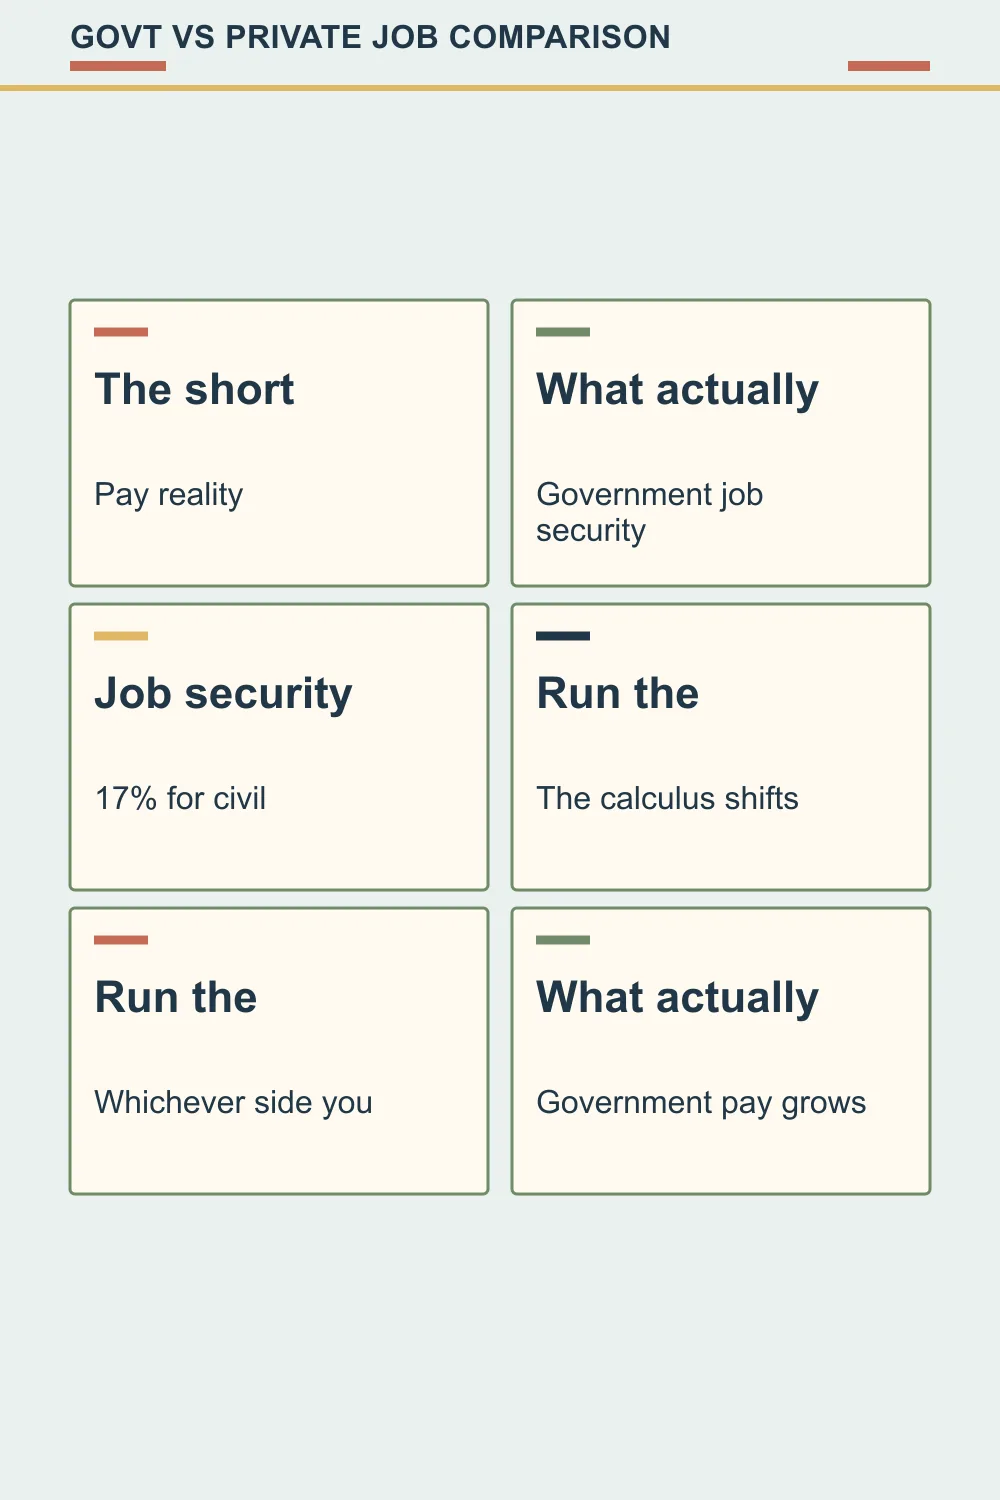 GOVT VS PRIVATE JOB COMPARISON
The short
Pay reality
What actually
Government job
security
Job security
17% for civil
Run the
The calculus shifts
Run the
Whichever side you
What actually
Government pay grows